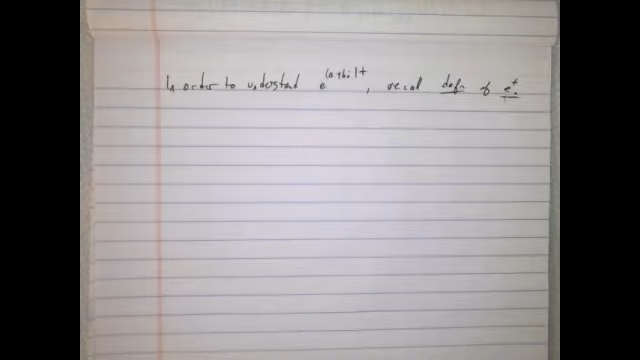 In order to understand e^(a+bi)t, recall defn of e^t.